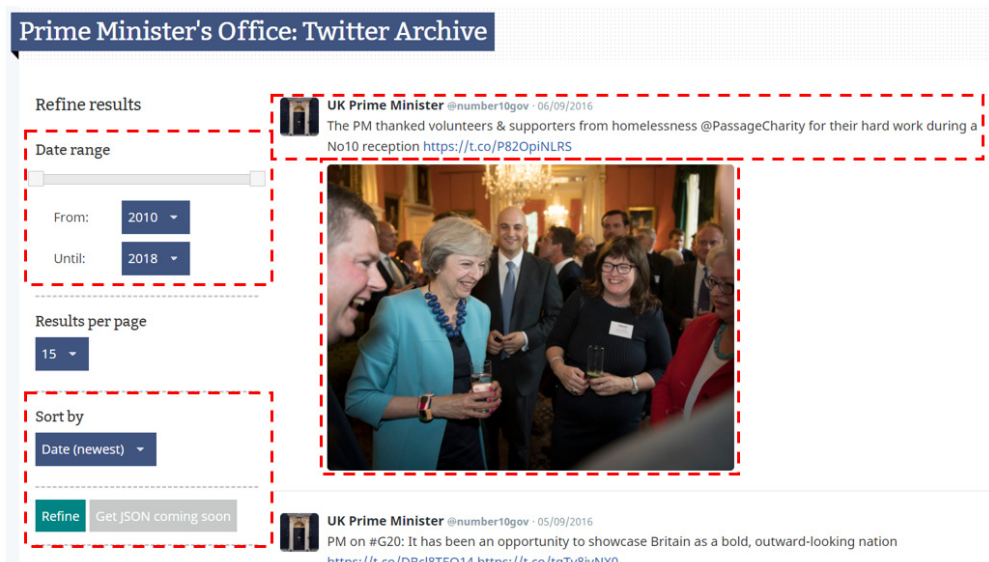 Prime Minister's Office: Twitter Archive
Refine results
Date range
From: 2010
Until: 2018
Results per page
15
Sort by
Date (newest)
Refine Get JSON coming soon
UK Prime Minister @number10gov · 06/09/2016
The PM thanked volunteers & supporters from homelessness @PassageCharity for their hard work during a
No10 reception https://t.co/P82OpiNLRS
UK Prime Minister @number10gov · 05/09/2016
PM on #G20: It has been an opportunity to showcase Britain as a bold, outward-looking nation